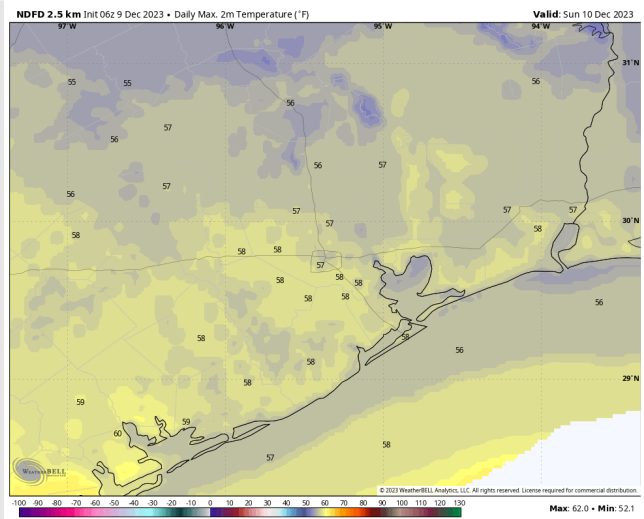 NDFD 2.5 km Init 06z 9 Dec 2023 • Daily Max. 2m Temperature (°F)
Valid: Sun 10 Dec 2023
97°W 96°W 95°W 94°W
31°N
55 55 56
56
57
56
56 57
57
56
57 57 57
57
30°N
58 58
58 58
57
58 58 58
58 58
56
58 58
56
58
58
29°N
59
59
60
58
57
WEATHERBELL
© 2023 WeatherBELL Analytics, LLC. All rights reserved. License required for commercial distribution.
-100 -90 -80 -70 -60 -50 -40 -30 -20 -10 0 10 20 30 40 50 60 70 80 90 100 110 120 130
Max: 62.0 • Min: 52.1